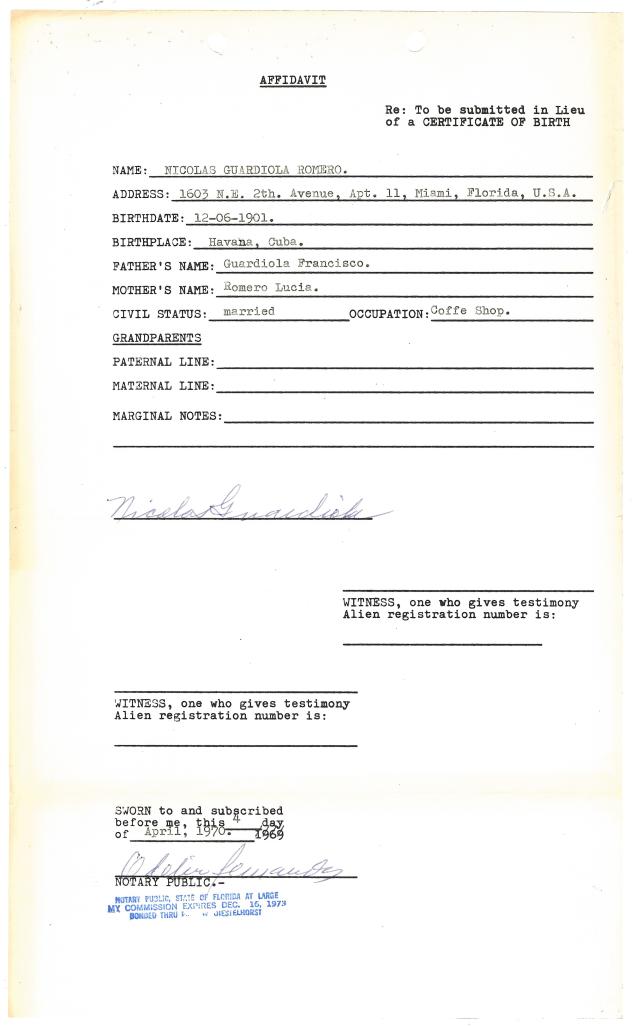 AFFIDAVIT
Re: To be submitted in Lieu
of a CERTIFICATE OF BIRTH
NAME: NICOLAS GUARDIOLA ROMERO.
ADDRESS: 1603 N.E. 2th. Avenue, Apt. 11, Miami, Florida, U.S.A.
BIRTHDATE: 12-06-1901.
BIRTHPLACE: Havana, Cuba.
FATHER'S NAME: Guardiola Francisco.
MOTHER'S NAME: Romero Lucia.
CIVIL STATUS: married OCCUPATION: Coffe Shop.
GRANDPARENTS
PATERNAL LINE:
MATERNAL LINE:
MARGINAL NOTES:
Nicolas Guardiola
WITNESS, one who gives testimony
Alien registration number is:
WITNESS, one who gives testimony
Alien registration number is:
SWORN to and subscribed
before me, this 4 day
of April, 1970. 1969
NOTARY PUBLIC.-
NOTARY PUBLIC, STATE OF FLORIDA AT LARGE
MY COMMISSION EXPIRES DEC. 16, 1973
BONDED THRU DIESTELHORST